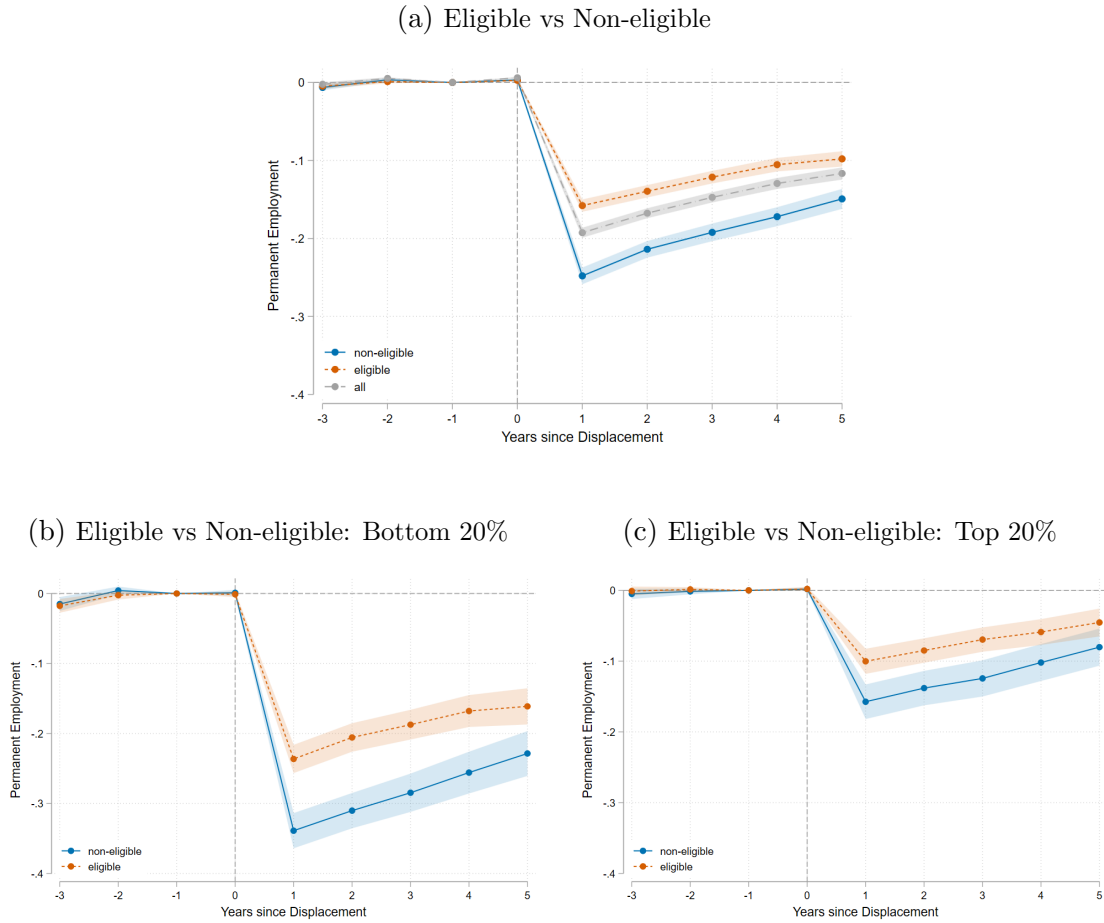 (a) Eligible vs Non-eligible
0
-.1
-.2
-.3
-.4
Permanent Employment
non-eligible
eligible
all
-3 -2 -1 0 1 2 3 4 5
Years since Displacement
(b) Eligible vs Non-eligible: Bottom 20%
0
-.1
-.2
-.3
-.4
Permanent Employment
non-eligible
eligible
-3 -2 -1 0 1 2 3 4 5
Years since Displacement
(c) Eligible vs Non-eligible: Top 20%
0
-.1
-.2
-.3
-.4
Permanent Employment
non-eligible
eligible
-3 -2 -1 0 1 2 3 4 5
Years since Displacement